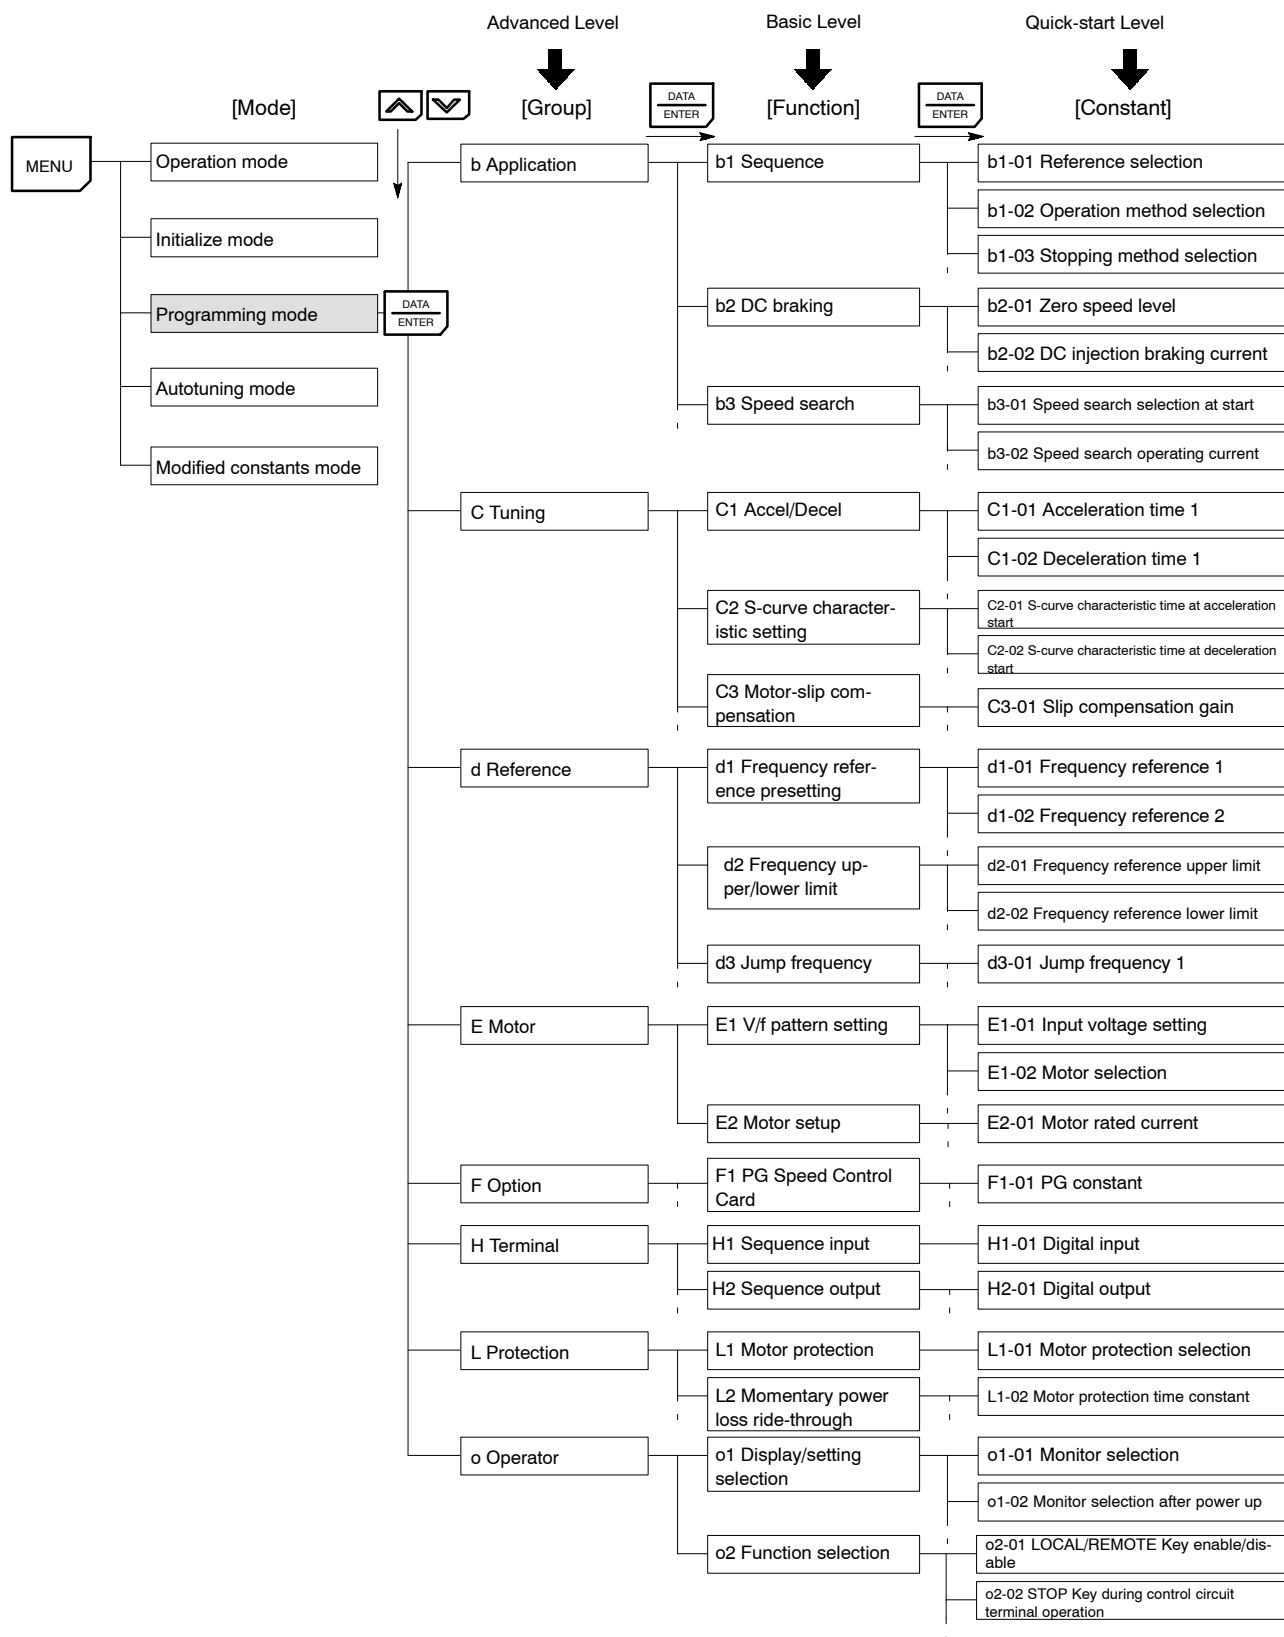 Advanced Level Basic Level Quick-start Level
[Mode] [Group] DATA ENTER [Function] DATA ENTER [Constant]
MENU
Operation mode
Initialize mode
Programming mode
DATA
ENTER
Autotuning mode
Modified constants mode
b Application
b1 Sequence
b1-01 Reference selection
b1-02 Operation method selection
b1-03 Stopping method selection
b2 DC braking
b2-01 Zero speed level
b2-02 DC injection braking current
b3 Speed search
b3-01 Speed search selection at start
b3-02 Speed search operating current
C Tuning
C1 Accel/Decel
C1-01 Acceleration time 1
C1-02 Deceleration time 1
C2 S-curve character-
istic setting
C2-01 S-curve characteristic time at acceleration
start
C2-02 S-curve characteristic time at deceleration
start
C3 Motor-slip com-
pensation
C3-01 Slip compensation gain
d Reference
d1 Frequency refer-
ence presetting
d1-01 Frequency reference 1
d1-02 Frequency reference 2
d2 Frequency up-
per/lower limit
d2-01 Frequency reference upper limit
d2-02 Frequency reference lower limit
d3 Jump frequency
d3-01 Jump frequency 1
E Motor
E1 V/f pattern setting
E1-01 Input voltage setting
E1-02 Motor selection
E2 Motor setup
E2-01 Motor rated current
F Option
F1 PG Speed Control
Card
F1-01 PG constant
H Terminal
H1 Sequence input
H1-01 Digital input
H2 Sequence output
H2-01 Digital output
L Protection
L1 Motor protection
L1-01 Motor protection selection
L2 Momentary power
loss ride-through
L1-02 Motor protection time constant
o Operator
o1 Display/setting
selection
o1-01 Monitor selection
o1-02 Monitor selection after power up
o2 Function selection
o2-01 LOCAL/REMOTE Key enable/dis-
able
o2-02 STOP Key during control circuit
terminal operation